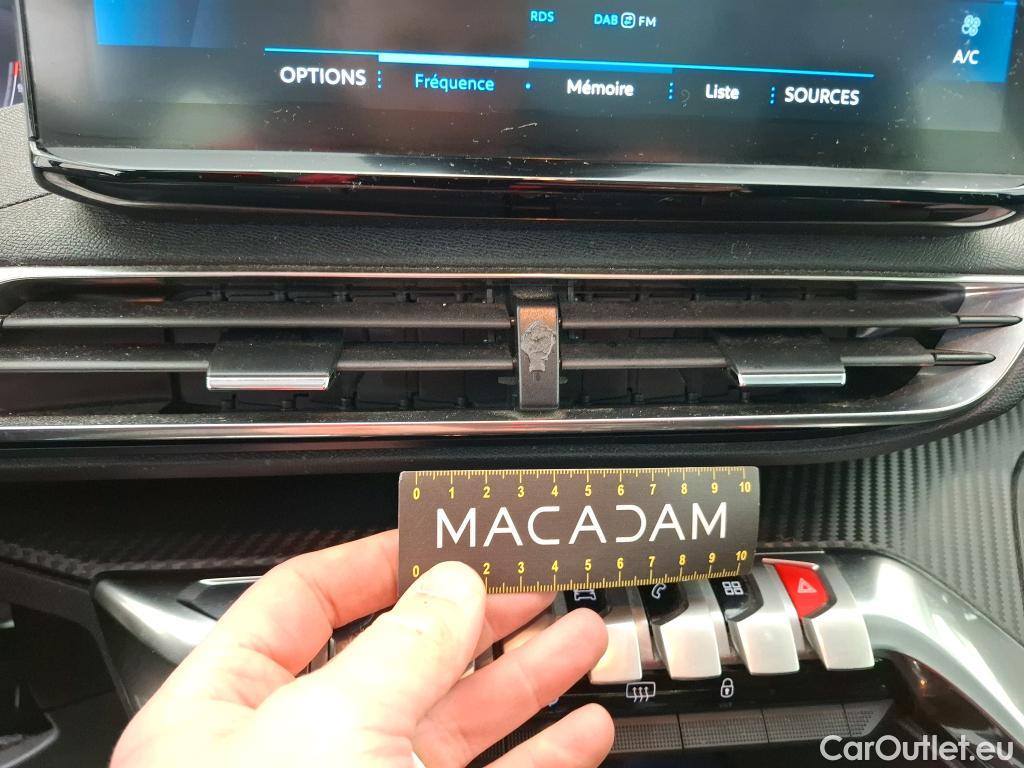 RDS DAB FM
A/C
OPTIONS Fréquence Mémoire Liste SOURCES
0 1 2 3 4 5 6 7 8 9 10
MACADAM
0 2 3 4 5 6 7 8 9 10
CarOutlet.eu